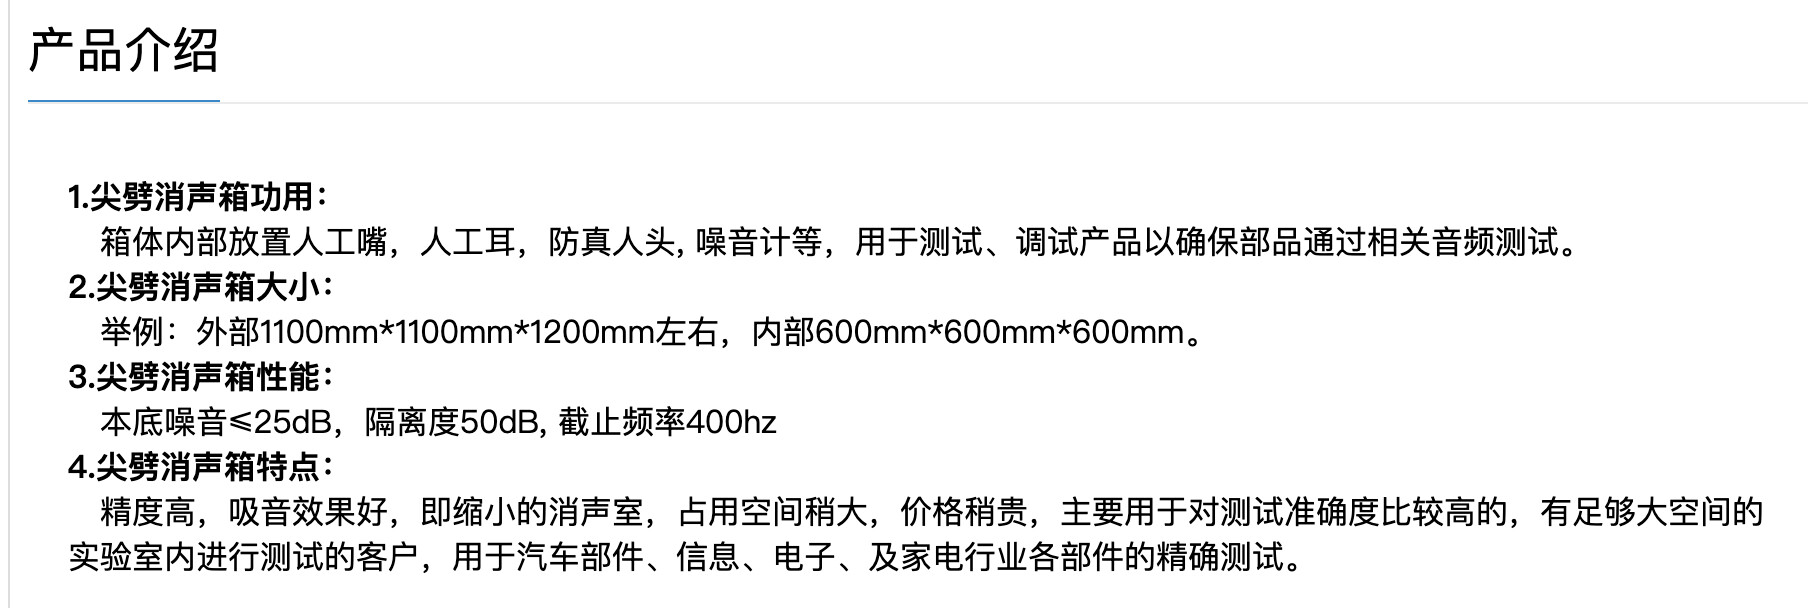 产品介绍
1.尖劈消声箱功用：
箱体内部放置人工嘴，人工耳，防真人头, 噪音计等，用于测试、调试产品以确保部品通过相关音频测试。
2.尖劈消声箱大小：
举例：外部1100mm*1100mm*1200mm左右，内部600mm*600mm*600mm。
3.尖劈消声箱性能：
本底噪音≤25dB，隔离度50dB, 截止频率400hz
4.尖劈消声箱特点：
精度高，吸音效果好，即缩小的消声室，占用空间稍大，价格稍贵，主要用于对测试准确度比较高的，有足够大空间的
实验室内进行测试的客户，用于汽车部件、信息、电子、及家电行业各部件的精确测试。